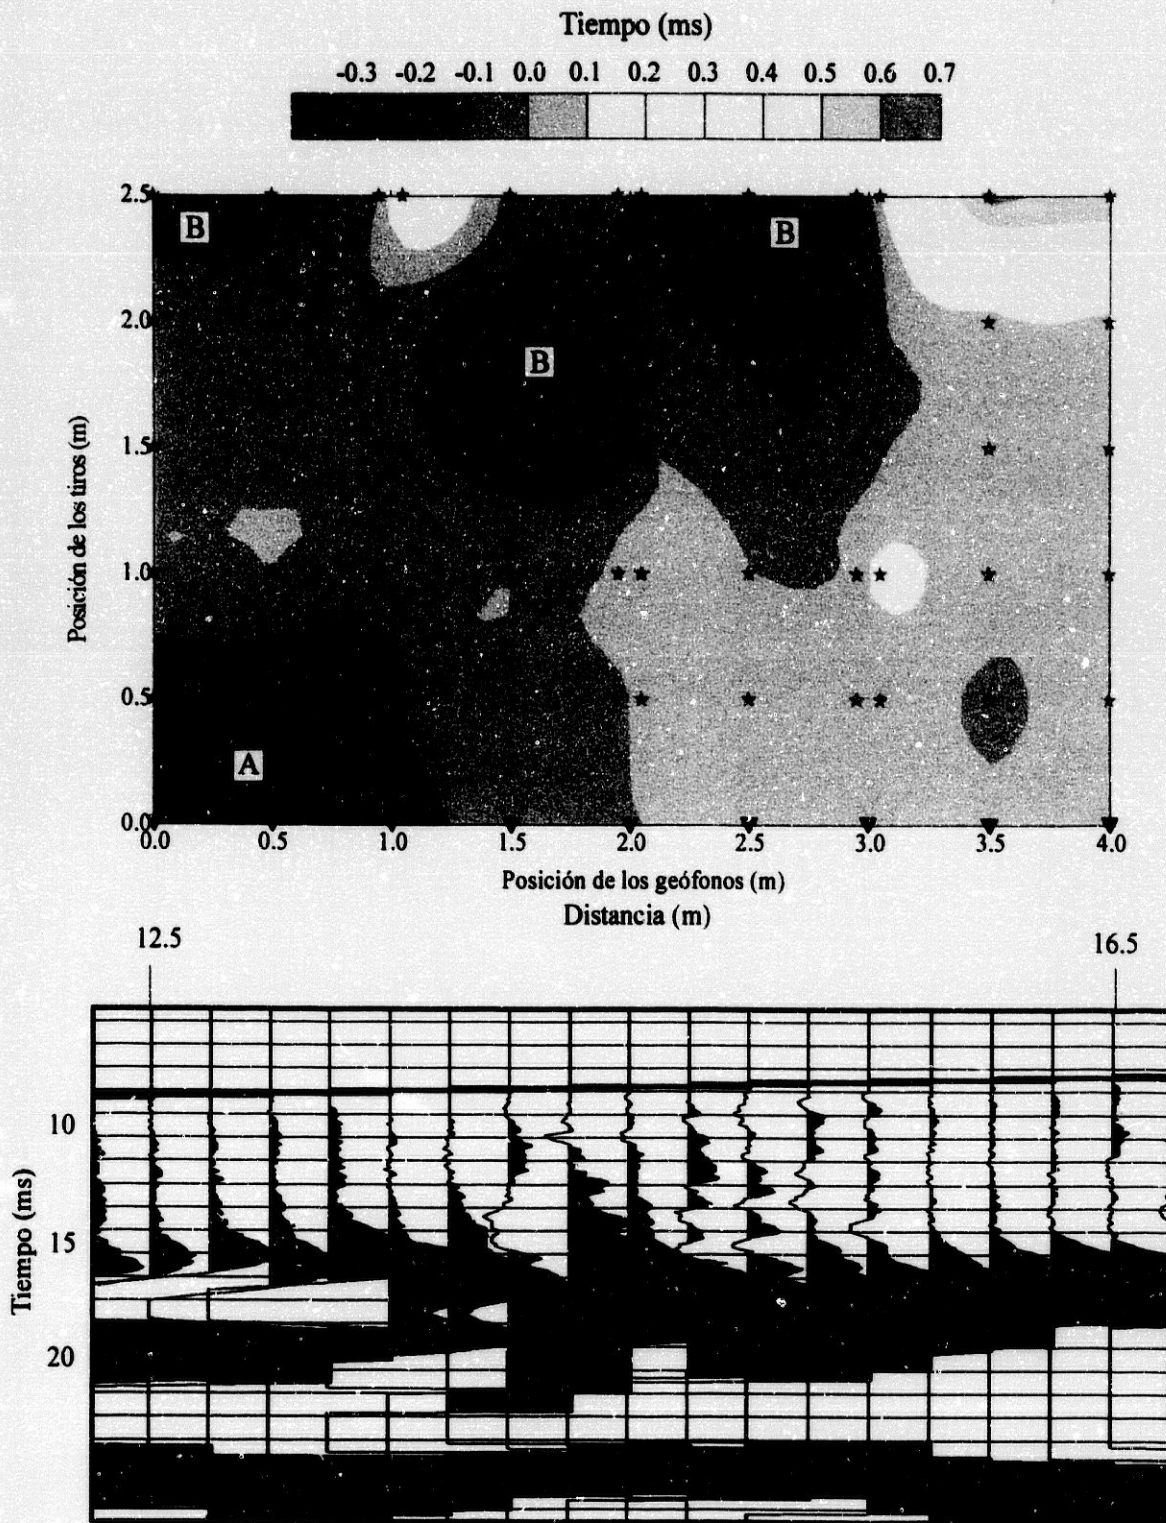 Tiempo (ms)
-0.3 -0.2 -0.1 0.0 0.1 0.2 0.3 0.4 0.5 0.6 0.7
2.5
B
B
2.0
B
1.5
1.0
0.5
A
0.0
Posición de los tiros (m)
0.0 0.5 1.0 1.5 2.0 2.5 3.0 3.5 4.0
Posición de los geófonos (m)
Distancia (m)
12.5 16.5
10
15
20
Tiempo (ms)